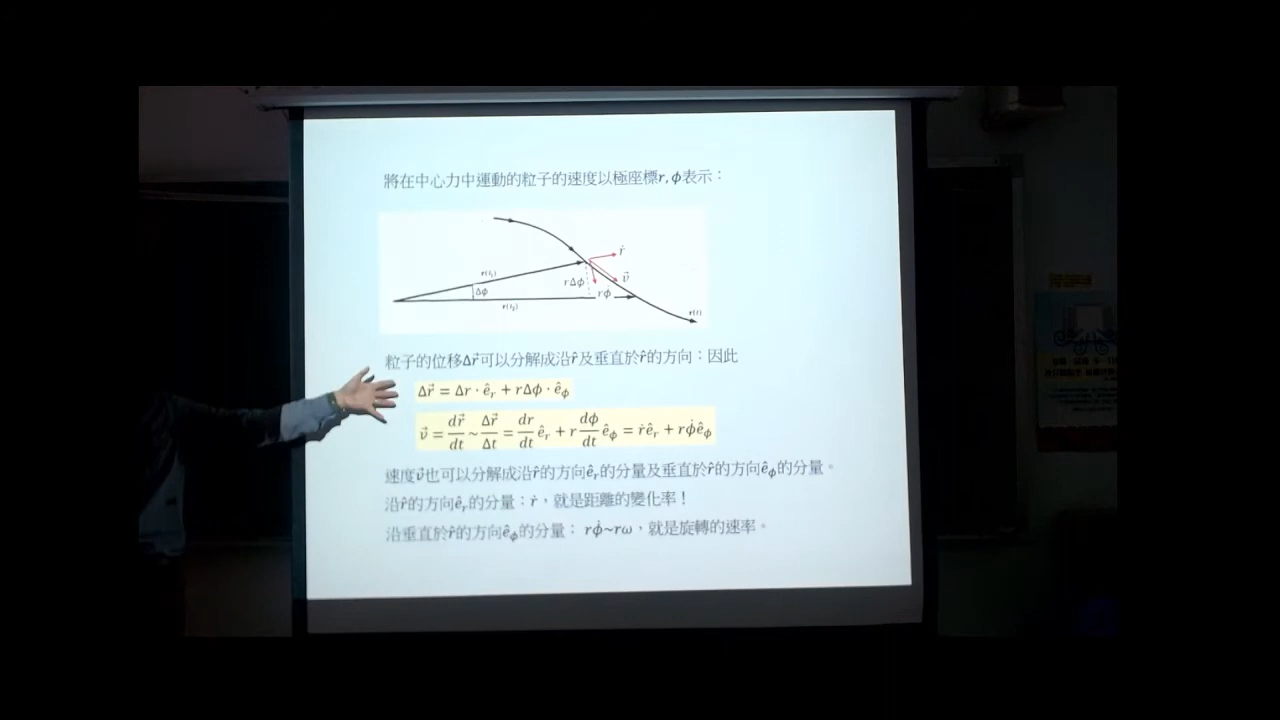 將在中心力中運動的粒子的速度以極座標r, ϕ表示：
ṙ
r(t₁)
v⃗
rΔϕ
Δϕ
rϕ̇
r(t₂)
r(t)
粒子的位移Δr⃗可以分解成沿r̂及垂直於r̂的方向：因此
Δr⃗ = Δr · ê_r + rΔϕ · ê_ϕ
v⃗ = dr⃗/dt ~ Δr⃗/Δt = dr/dt ê_r + r dϕ/dt ê_ϕ = ṙê_r + rϕ̇ê_ϕ
速度v⃗也可以分解成沿r̂的方向ê_r的分量及垂直於r̂的方向ê_ϕ的分量。
沿r̂的方向ê_r的分量：ṙ，就是距離的變化率！
沿垂直於r̂的方向ê_ϕ的分量： rϕ̇~rω，就是旋轉的速率。